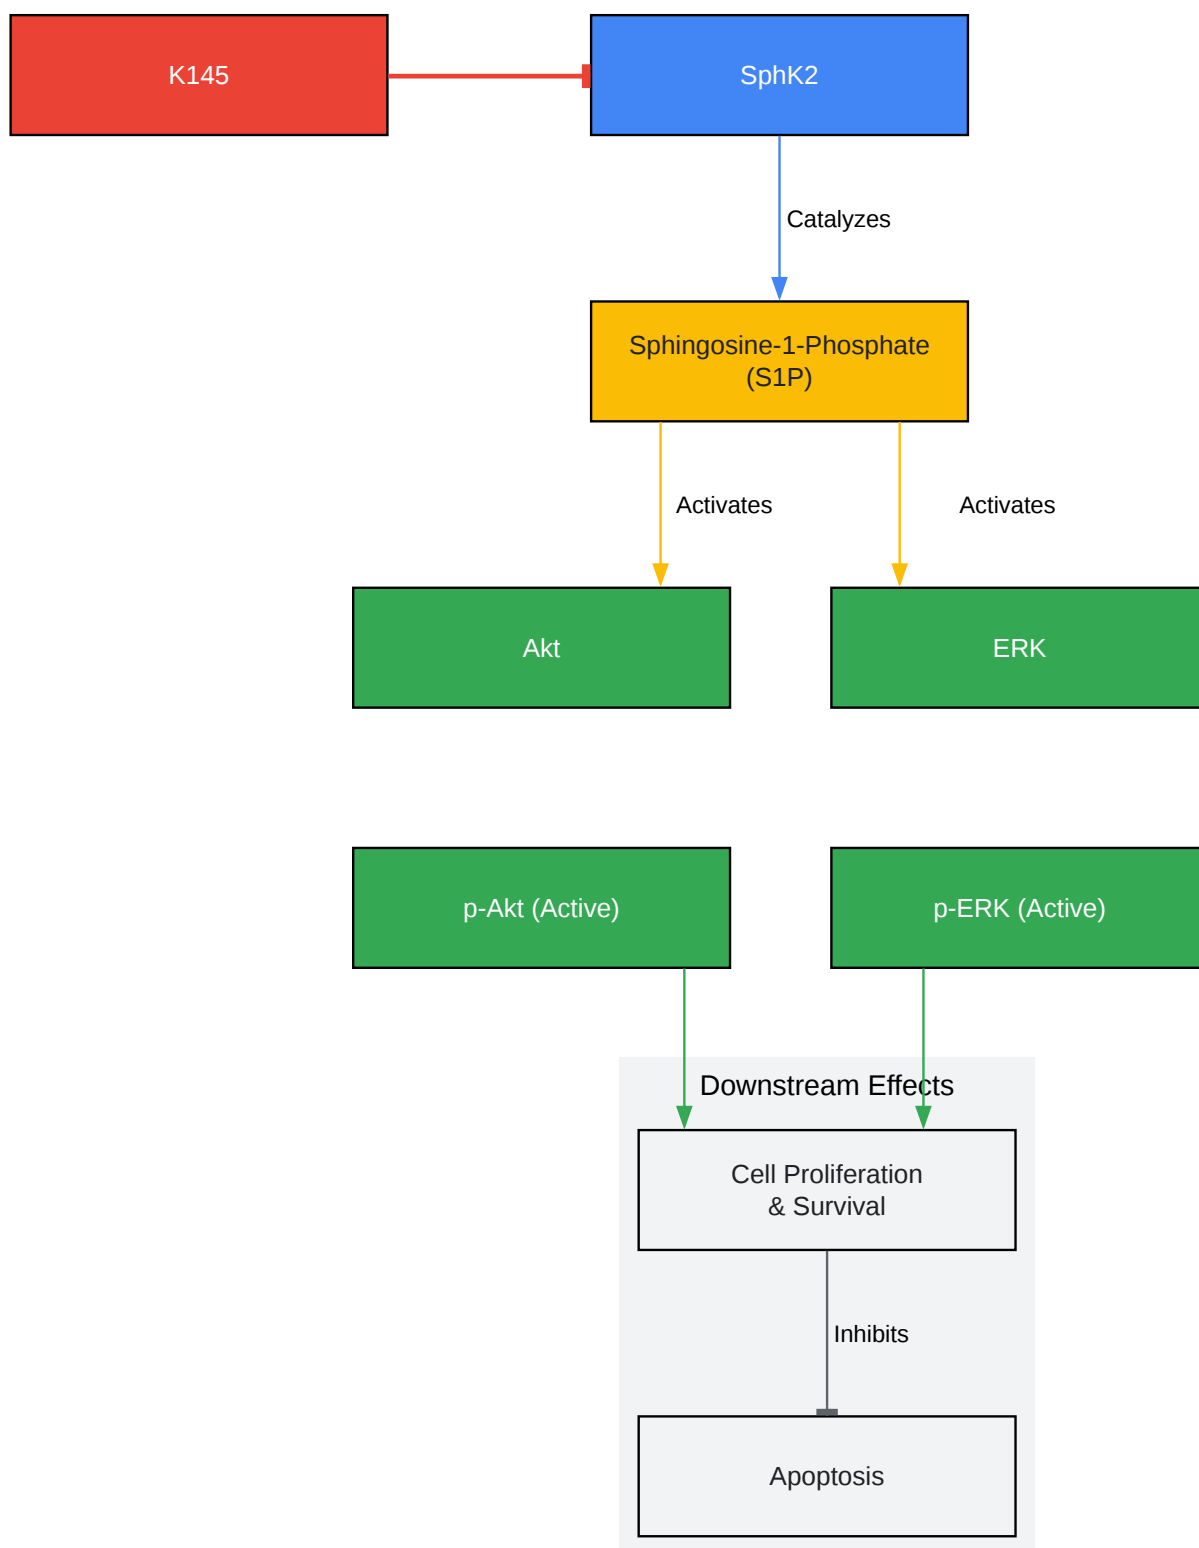 K145
SphK2
Catalyzes
Sphingosine-1-Phosphate
(S1P)
Activates
Activates
Akt
ERK
p-Akt (Active)
p-ERK (Active)
Downstream Effects
Cell Proliferation
& Survival
Inhibits
Apoptosis